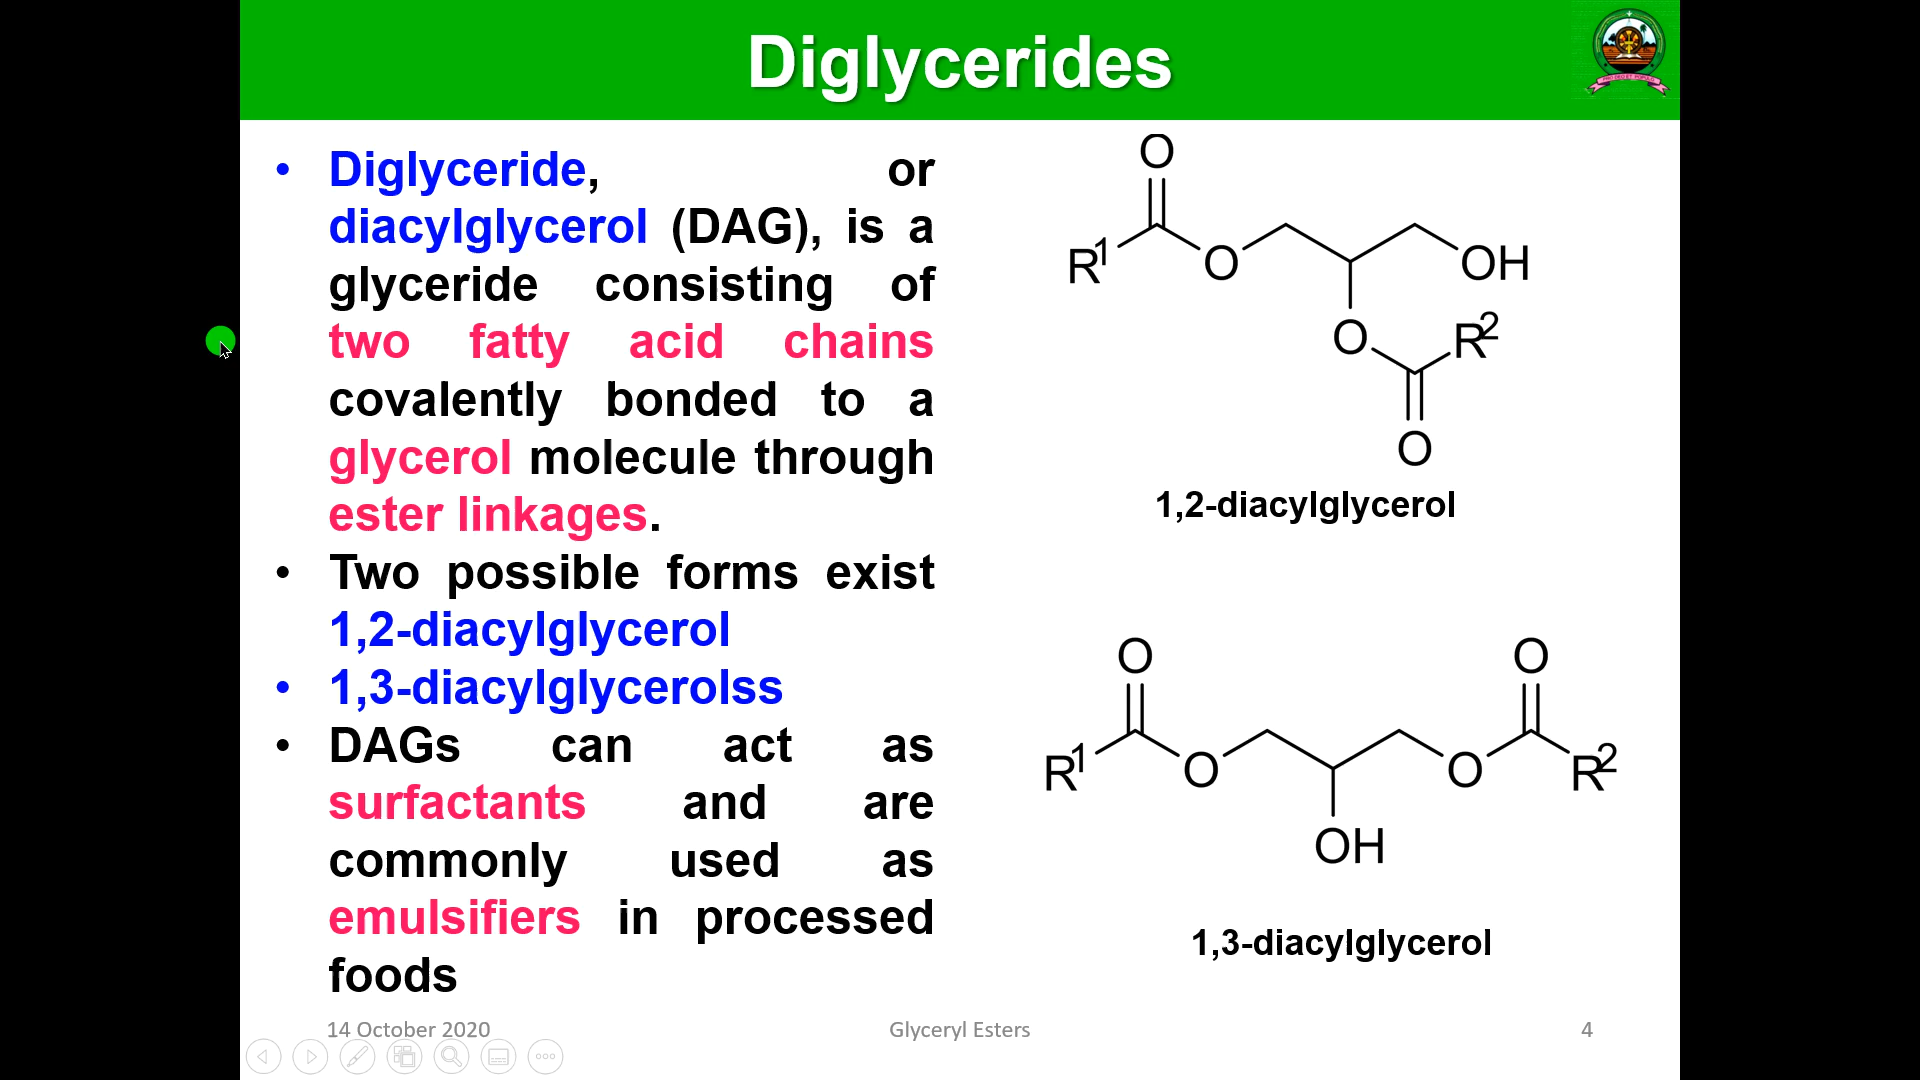 Diglycerides
• Diglyceride, or
diacylglycerol (DAG), is a
glyceride consisting of
two fatty acid chains
covalently bonded to a
glycerol molecule through
ester linkages.
• Two possible forms exist
1,2-diacylglycerol
• 1,3-diacylglycerolss
• DAGs can act as
surfactants and are
commonly used as
emulsifiers in processed
foods
O
R1 O OH
O R2
O
1,2-diacylglycerol
O O
R1 O O R2
OH
1,3-diacylglycerol
14 October 2020 Glyceryl Esters 4